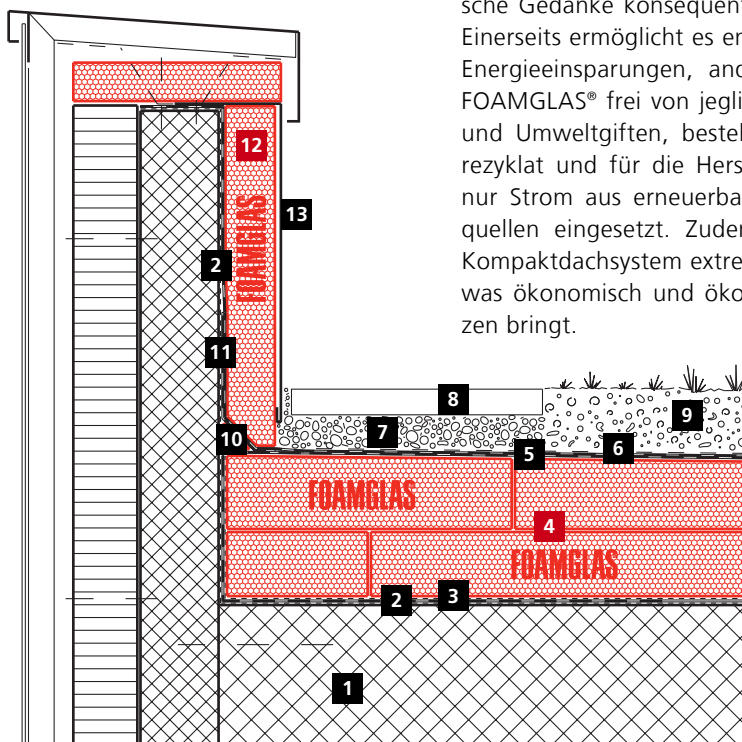 sche Gedanke konsequent
Einerseits ermöglicht es er
Energieeinsparungen, and
FOAMGLAS® frei von jegli
und Umweltgiften, bestel
rezyklat und für die Hers
nur Strom aus erneuerba
quellen eingesetzt. Zuder
Kompaktdachsystem extre
was ökonomisch und öko
zen bringt.
12
FOAMGLAS
13
2
11
10
8
7
9
5
6
FOAMGLAS
4
FOAMGLAS
2
3
1